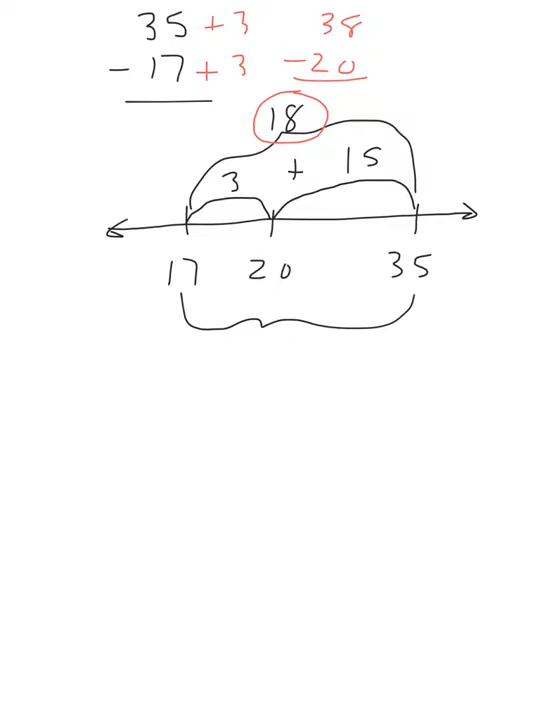 35 + 3 38
- 17 + 3 - 20
18
3 + 15
17 20 35